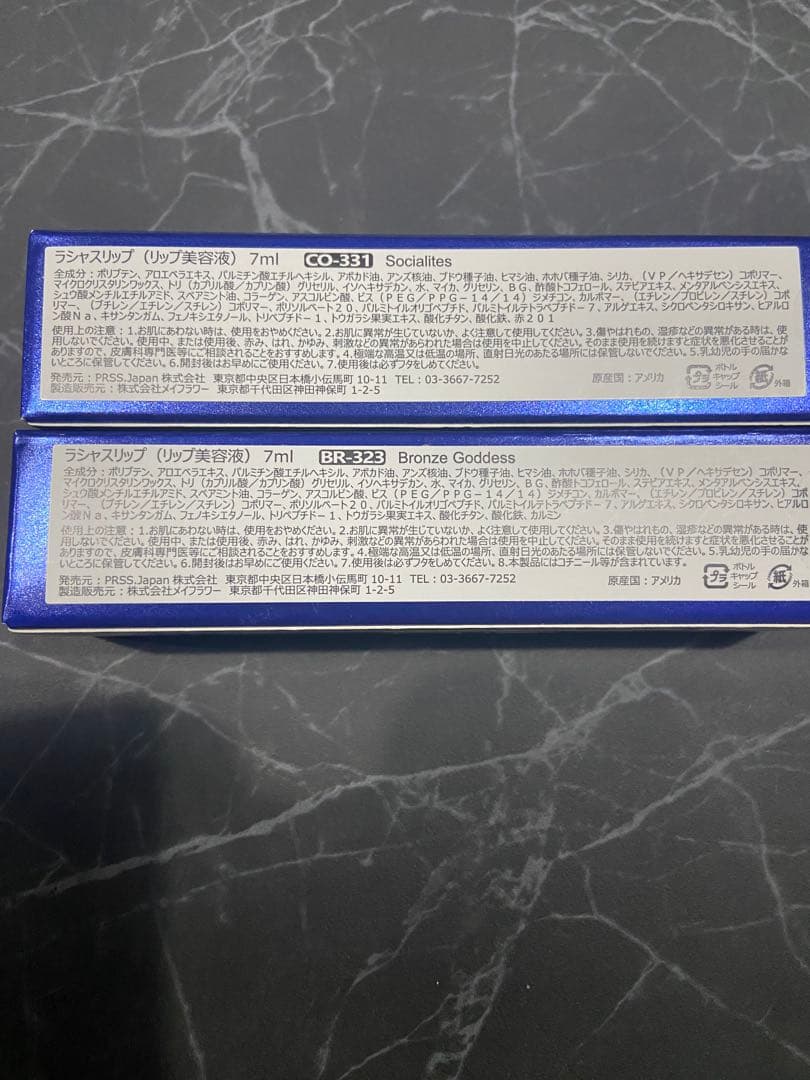 ラシャスリップ（リップ美容液）7ml CO-331 Socialites
全成分：ポリブテン、アロエベラエキス、パルミチン酸エチルヘキシル、アボカド油、アンズ核油、ブドウ種子油、ヒマシ油、ホホバ種子油、シリカ、（ＶＰ／ヘキサデセン）コポリマー、
マイクロクリスタリンワックス、トリ（カプリル酸／カプリン酸）グリセリル、イソヘキサデカン、水、マイカ、グリセリン、ＢＧ、酢酸トコフェロール、ステビアエキス、メンタアルベンシスエキス、
シュウ酸メンチルエチルアミド、スペアミント油、コラーゲン、アスコルビン酸、ビス（ＰＥＧ／ＰＰＧ－１４／１４）ジメチコン、カルボマー、（エチレン／プロピレン／スチレン）コ
ポリマー、（ブチレン／エチレン／スチレン）コポリマー、ポリソルベート２０、パルミトイルオリゴペプチド、パルミトイルテトラペプチド－７、アルゲエキス、シクロペンタシロキサン、ヒアルロ
ン酸Ｎａ、キサンタンガム、フェノキシエタノール、トリペプチド－１、トウガラシ果実エキス、酸化チタン、酸化鉄、赤２０１
使用上の注意：1.お肌にあわない時は、使用をおやめください。2.お肌に異常が生じていないか、よく注意して使用してください。3.傷やはれもの、湿疹などの異常がある時は、使
用しないでください。使用中、または使用後、赤み、はれ、かゆみ、刺激などの異常があらわれた場合は使用を中止してください。そのまま使用を続けますと症状を悪化させることが
ありますので、皮膚科専門医等にご相談されることをおすすめします。4.極端な高温又は低温の場所、直射日光のあたる場所には保管しないでください。5.乳幼児の手の届かな
いところに保管してください。6.開封後はお早めにご使用ください。7.使用後は必ずフタをしめてください。
発売元：PRSS.Japan 株式会社 東京都中央区日本橋小伝馬町 10-11 TEL：03-3667-7252 原産国：アメリカ
製造販売元：株式会社メイフラワー 東京都千代田区神田神保町 1-2-5
プラ ボトル キャップ シール 紙 外箱
ラシャスリップ（リップ美容液）7ml BR-323 Bronze Goddess
全成分：ポリブテン、アロエベラエキス、パルミチン酸エチルヘキシル、アボカド油、アンズ核油、ブドウ種子油、ヒマシ油、ホホバ種子油、シリカ、（ＶＰ／ヘキサデセン）コポリマー、
マイクロクリスタリンワックス、トリ（カプリル酸／カプリン酸）グリセリル、イソヘキサデカン、水、マイカ、グリセリン、ＢＧ、酢酸トコフェロール、ステビアエキス、メンタアルベンシスエキス、
シュウ酸メンチルエチルアミド、スペアミント油、コラーゲン、アスコルビン酸、ビス（ＰＥＧ／ＰＰＧ－１４／１４）ジメチコン、カルボマー、（エチレン／プロピレン／スチレン）コポリ
マー、（ブチレン／エチレン／スチレン）コポリマー、ポリソルベート２０、パルミトイルオリゴペプチド、パルミトイルテトラペプチド－７、アルゲエキス、シクロペンタシロキサン、ヒアルロ
ン酸Ｎａ、キサンタンガム、フェノキシエタノール、トリペプチド－１、トウガラシ果実エキス、酸化チタン、酸化鉄、カルミン
使用上の注意：1.お肌にあわない時は、使用をおやめください。2.お肌に異常が生じていないか、よく注意して使用してください。3.傷やはれもの、湿疹などの異常がある時は、使
用しないでください。使用中、または使用後、赤み、はれ、かゆみ、刺激などの異常があらわれた場合は使用を中止してください。そのまま使用を続けますと症状を悪化させることが
ありますので、皮膚科専門医等にご相談されることをおすすめします。4.極端な高温又は低温の場所、直射日光のあたる場所には保管しないでください。5.乳幼児の手の届かな
いところに保管してください。6.開封後はお早めにご使用ください。7.使用後は必ずフタをしめてください。8.本製品にはコチニール等が含まれています。
発売元：PRSS.Japan 株式会社 東京都中央区日本橋小伝馬町 10-11 TEL：03-3667-7252 原産国：アメリカ
製造販売元：株式会社メイフラワー 東京都千代田区神田神保町 1-2-5
プラ ボトル キャップ シール 紙 外箱